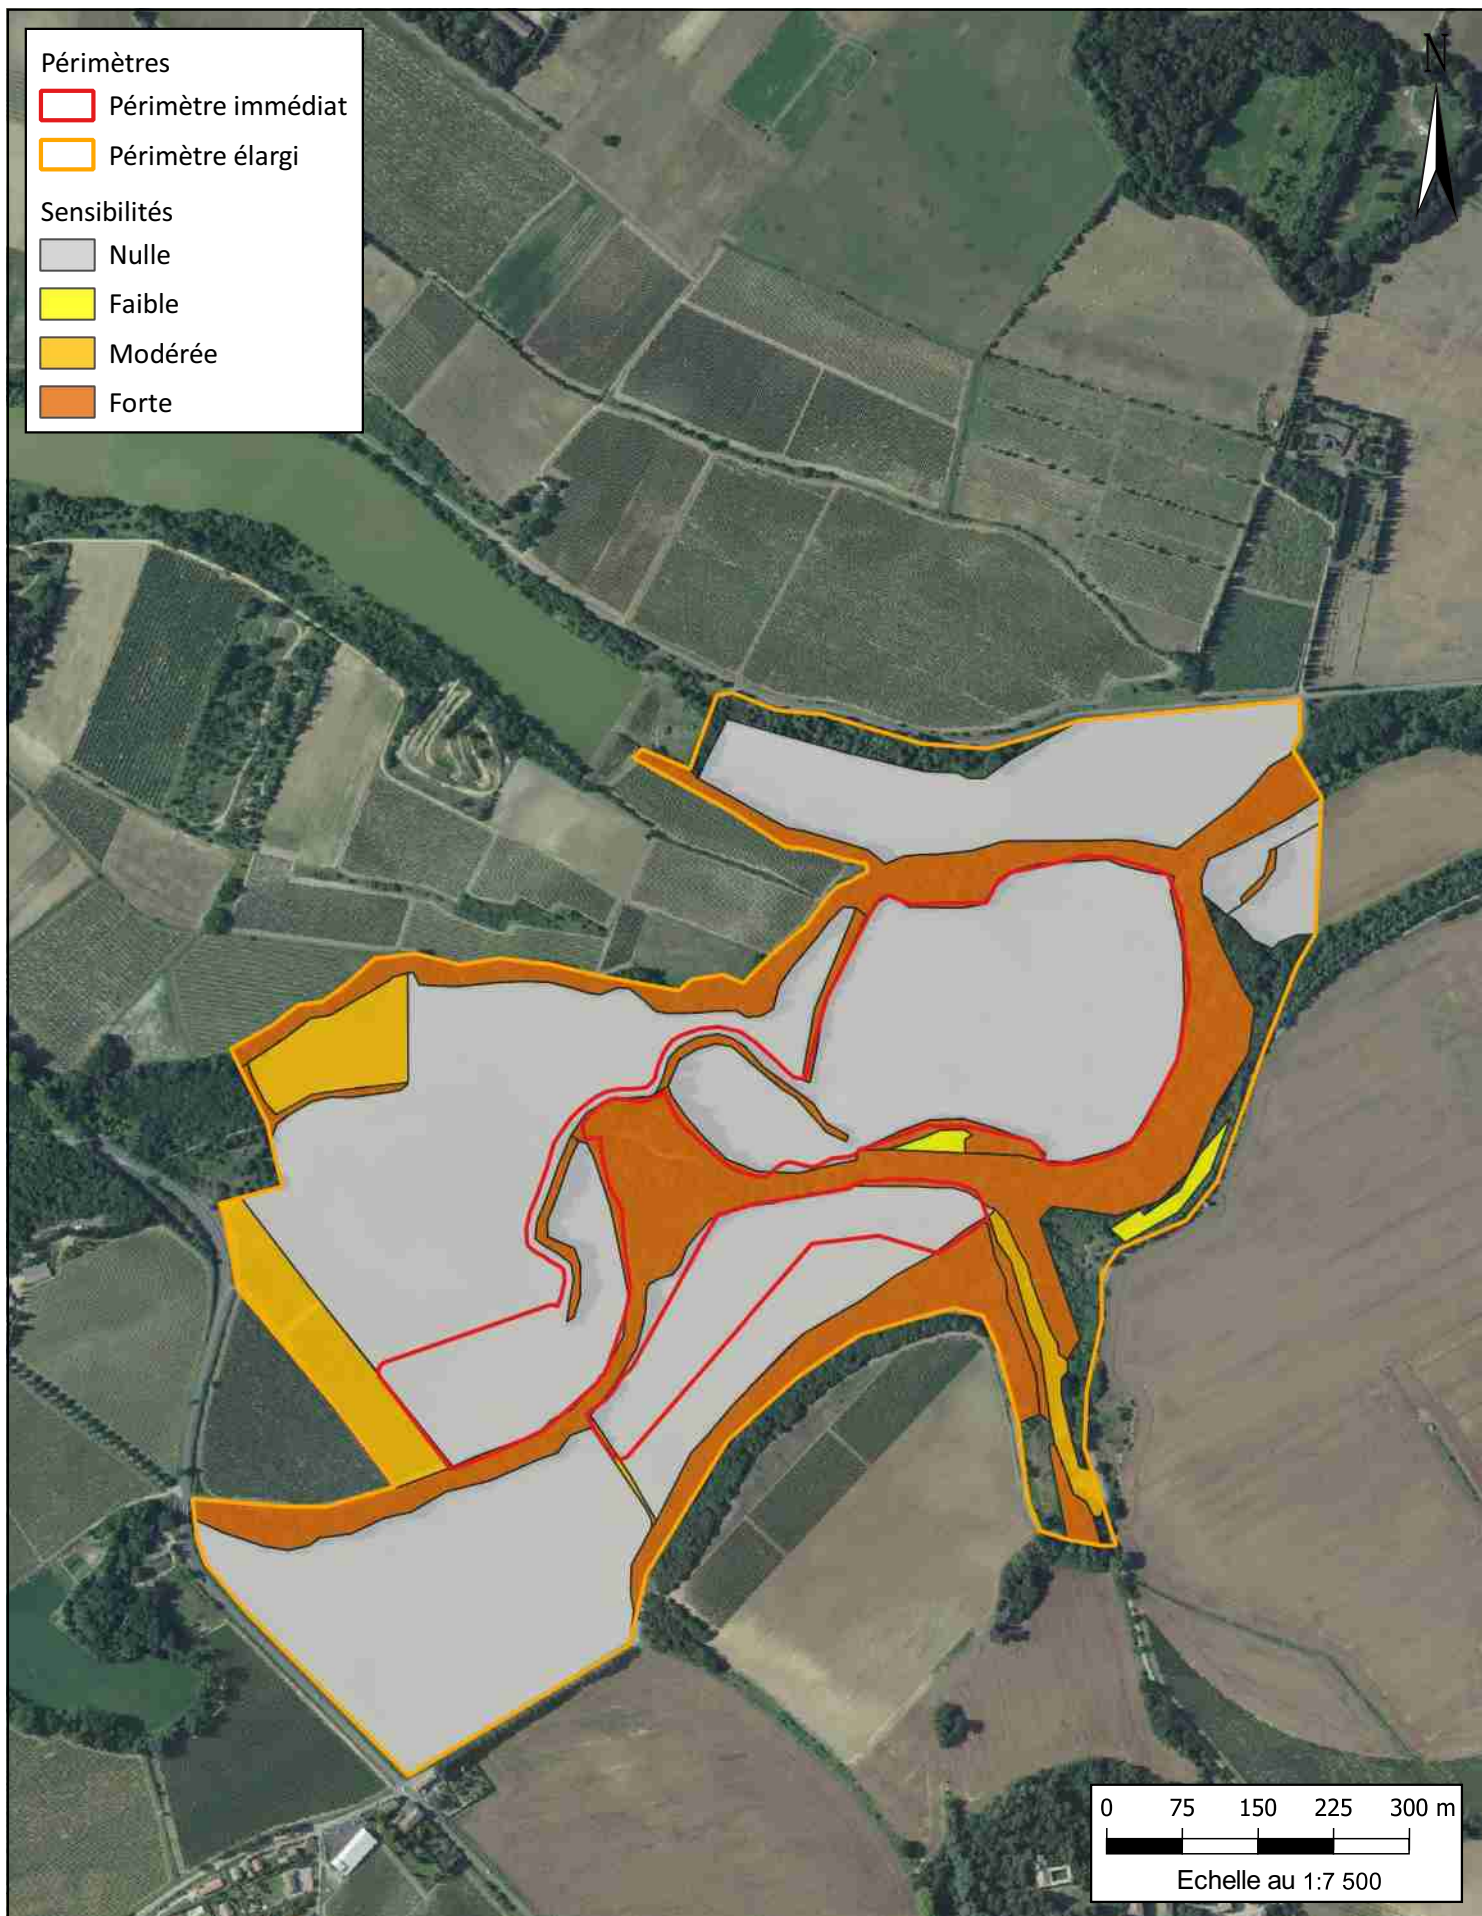 Périmètres
Périmètre immédiat
Périmètre élargi
Sensibilités
Nulle
Faible
Modérée
Forte
N
0 75 150 225 300 m
Echelle au 1:7 500